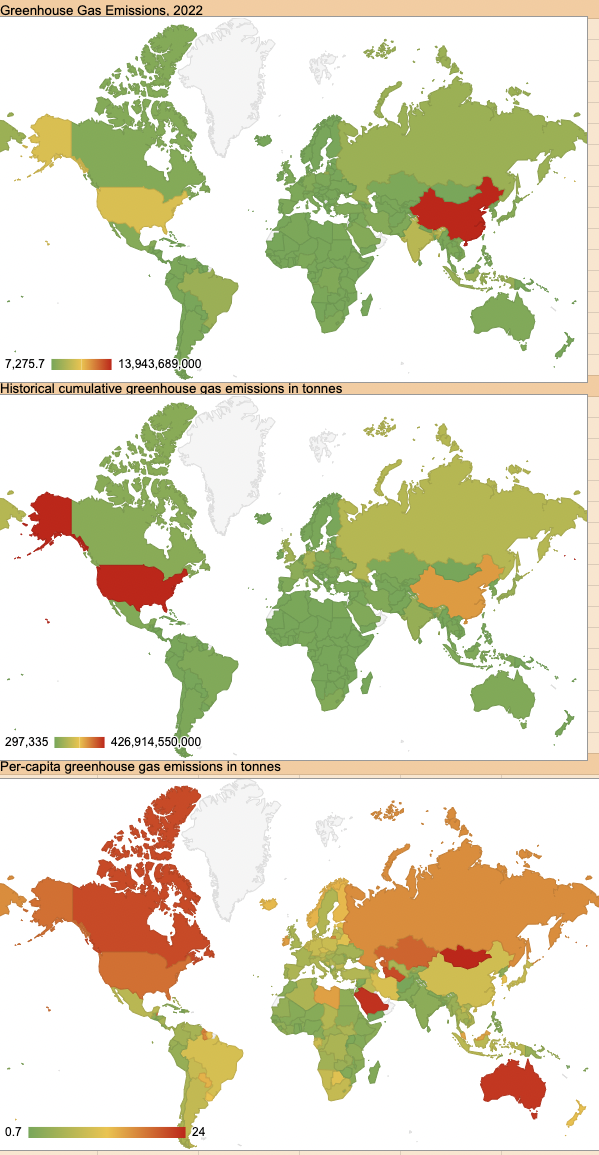 Greenhouse Gas Emissions, 2022
7,275.7 13,943,689,000
Historical cumulative greenhouse gas emissions in tonnes
297,335 426,914,550,000
Per-capita greenhouse gas emissions in tonnes
0.7 24